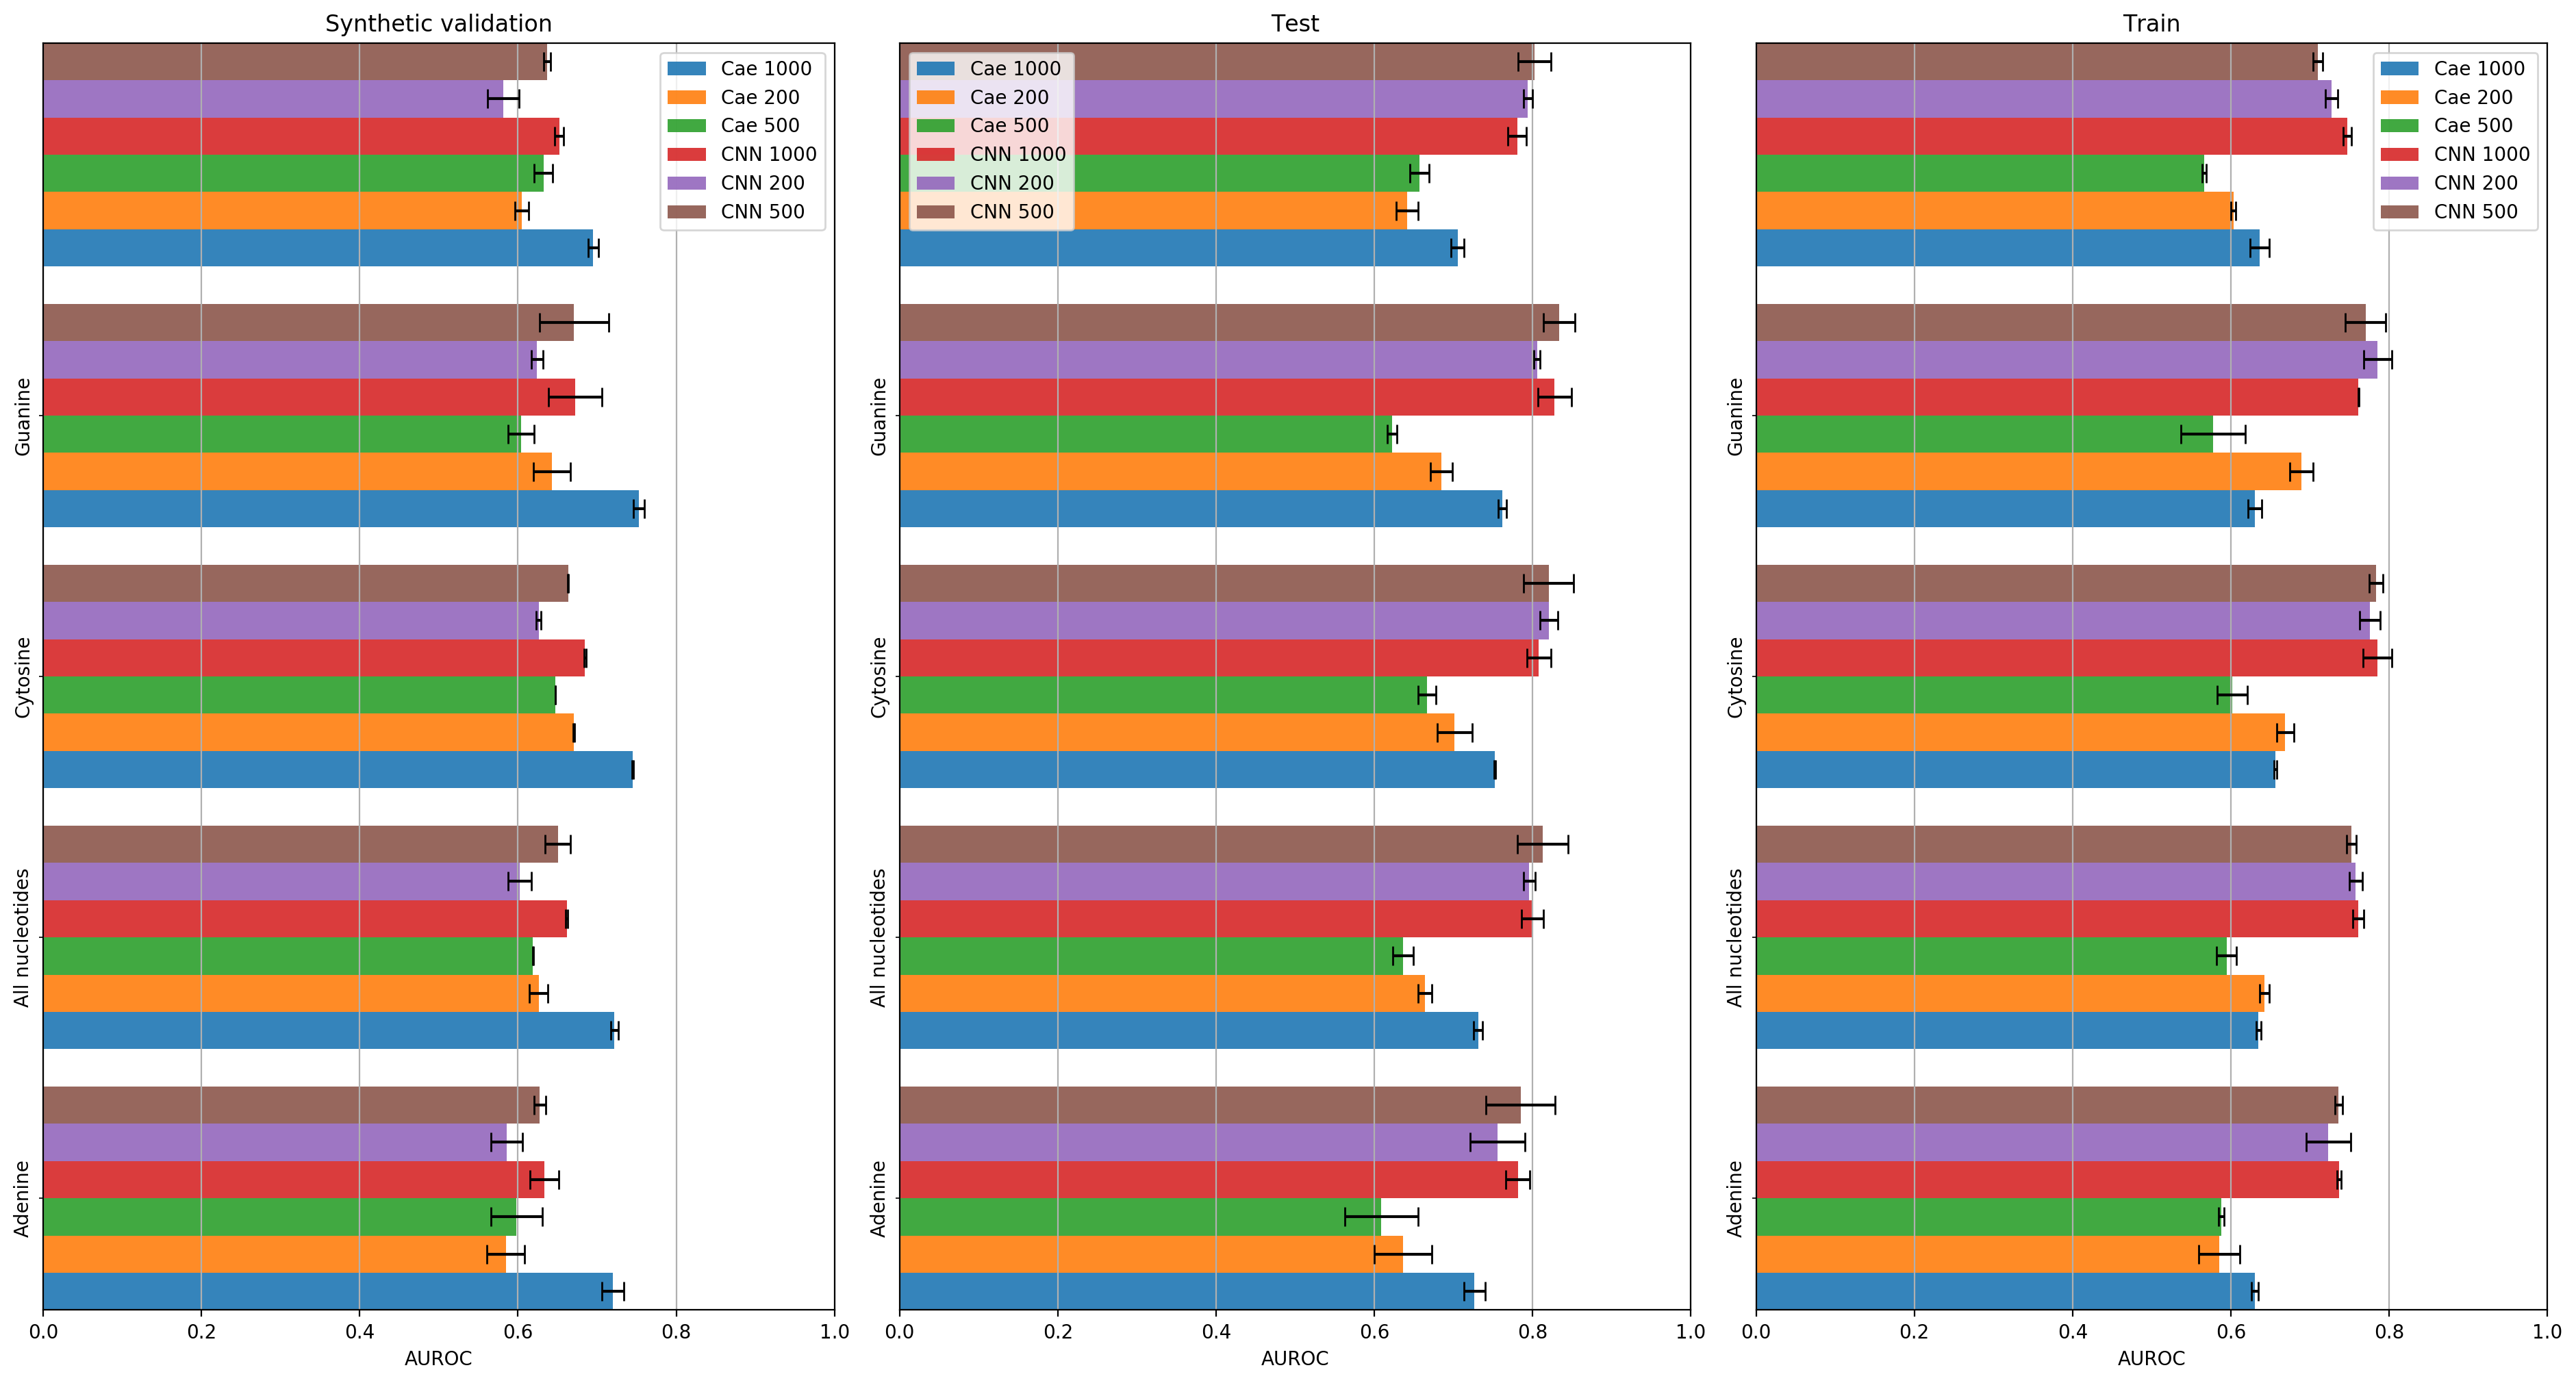 Synthetic validation
Cae 1000
Cae 200
Cae 500
CNN 1000
CNN 200
CNN 500
Guanine
Cytosine
All nucleotides
Adenine
0.0 0.2 0.4 0.6 0.8 1.0
AUROC
Test
Cae 1000
Cae 200
Cae 500
CNN 1000
CNN 200
CNN 500
Guanine
Cytosine
All nucleotides
Adenine
0.0 0.2 0.4 0.6 0.8 1.0
AUROC
Train
Cae 1000
Cae 200
Cae 500
CNN 1000
CNN 200
CNN 500
Guanine
Cytosine
All nucleotides
Adenine
0.0 0.2 0.4 0.6 0.8 1.0
AUROC